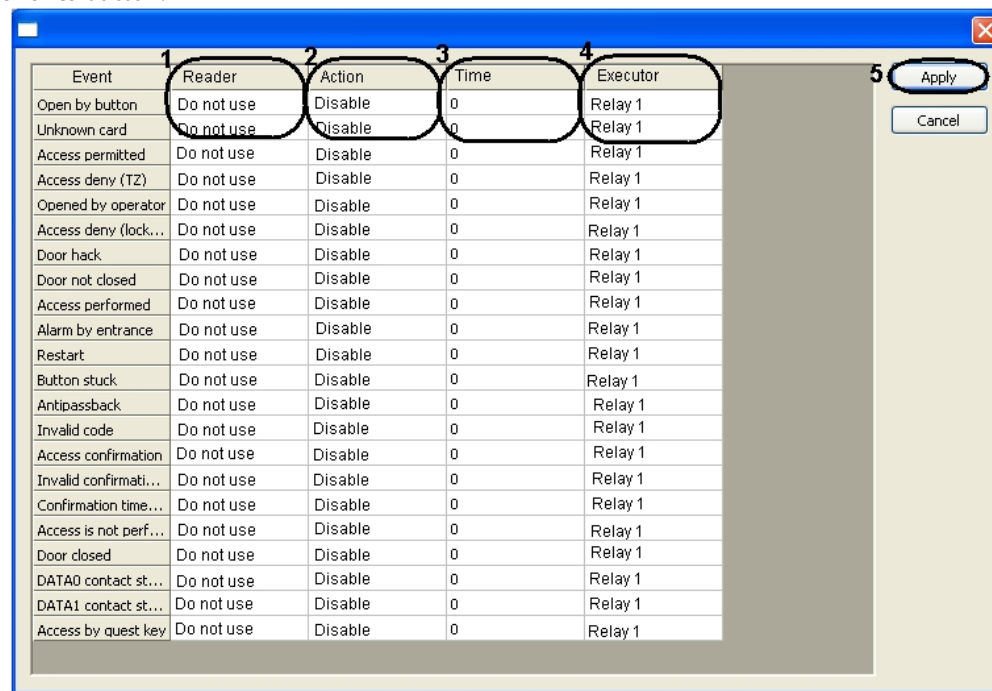 1 2 3 4
Event Reader Action Time Executor 5 Apply
Open by button Do not use Disable 0 Relay 1
Cancel
Unknown card Do not use Disable 0 Relay 1
Access permitted Do not use Disable 0 Relay 1
Access deny (TZ) Do not use Disable 0 Relay 1
Opened by operator Do not use Disable 0 Relay 1
Access deny (lock... Do not use Disable 0 Relay 1
Door hack Do not use Disable 0 Relay 1
Door not closed Do not use Disable 0 Relay 1
Access performed Do not use Disable 0 Relay 1
Alarm by entrance Do not use Disable 0 Relay 1
Restart Do not use Disable 0 Relay 1
Button stuck Do not use Disable 0 Relay 1
Antipassback Do not use Disable 0 Relay 1
Invalid code Do not use Disable 0 Relay 1
Access confirmation Do not use Disable 0 Relay 1
Invalid confirmati... Do not use Disable 0 Relay 1
Confirmation time... Do not use Disable 0 Relay 1
Access is not perf... Do not use Disable 0 Relay 1
Door closed Do not use Disable 0 Relay 1
DATA0 contact st... Do not use Disable 0 Relay 1
DATA1 contact st... Do not use Disable 0 Relay 1
Access by quest key Do not use Disable 0 Relay 1